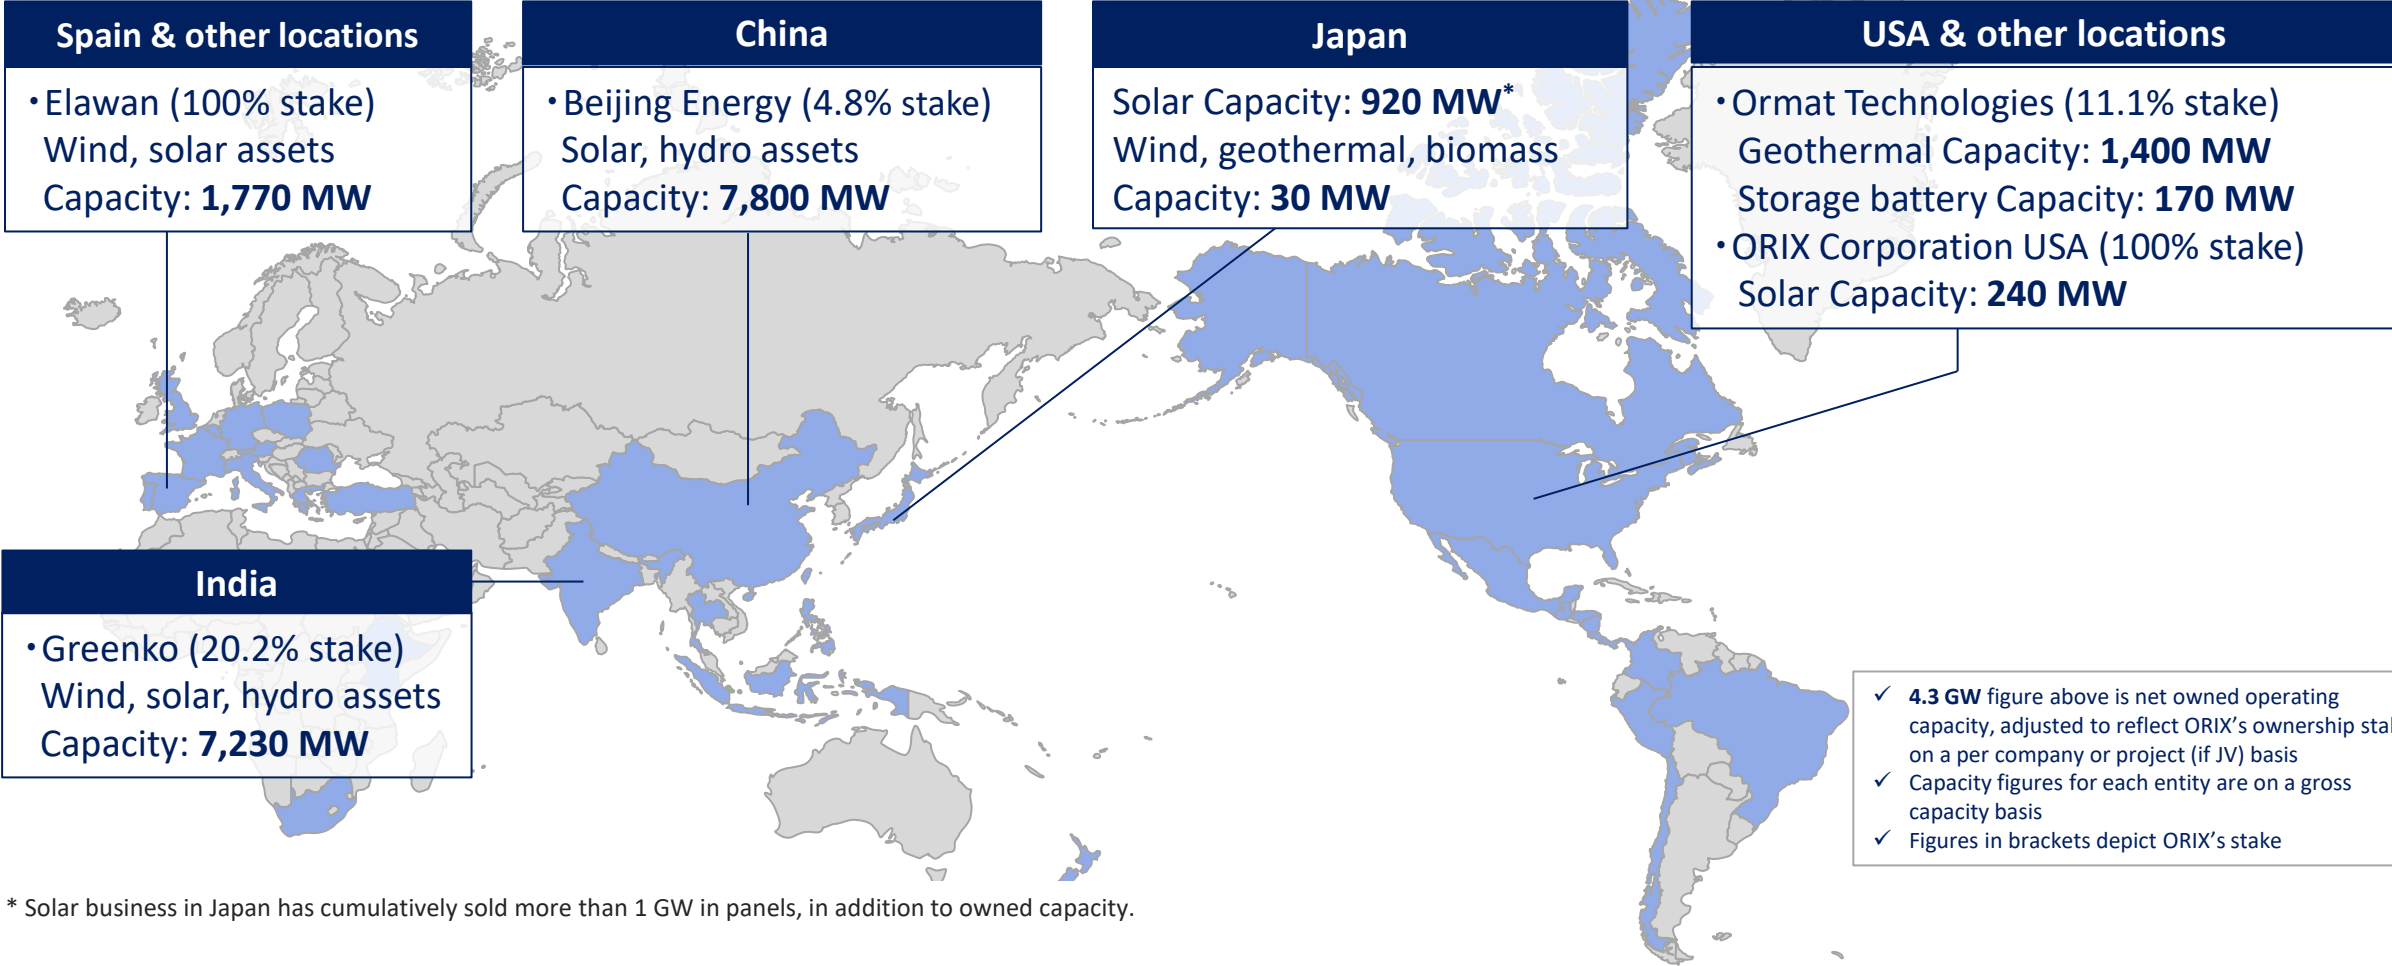 Spain & other locations
・Elawan (100% stake)
Wind, solar assets
Capacity: 1,770 MW
China
・Beijing Energy (4.8% stake)
Solar, hydro assets
Capacity: 7,800 MW
Japan
Solar Capacity: 920 MW*
Wind, geothermal, biomass
Capacity: 30 MW
USA & other locations
・Ormat Technologies (11.1% stake)
Geothermal Capacity: 1,400 MW
Storage battery Capacity: 170 MW
・ORIX Corporation USA (100% stake)
Solar Capacity: 240 MW
India
・Greenko (20.2% stake)
Wind, solar, hydro assets
Capacity: 7,230 MW
✓ 4.3 GW figure above is net owned operating
capacity, adjusted to reflect ORIX's ownership
on a per company or project (if JV) basis
✓ Capacity figures for each entity are on a gross
capacity basis
✓ Figures in brackets depict ORIX's stake
* Solar business in Japan has cumulatively sold more than 1 GW in panels, in addition to owned capacity.